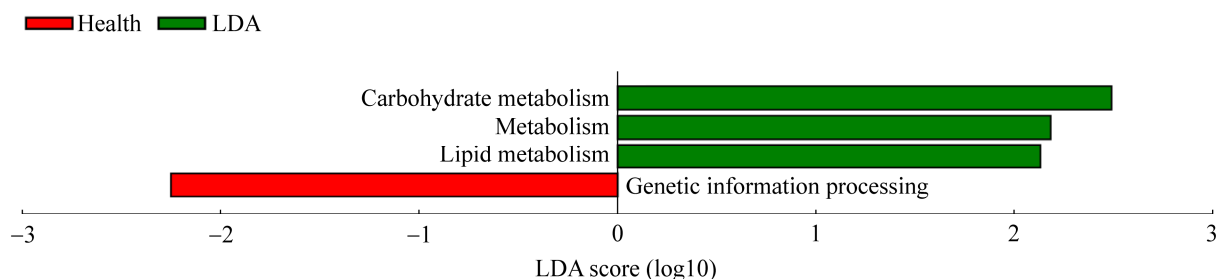 Health LDA
Carbohydrate metabolism
Metabolism
Lipid metabolism
Genetic information processing
−3 −2 −1 0 1 2 3
LDA score (log10)